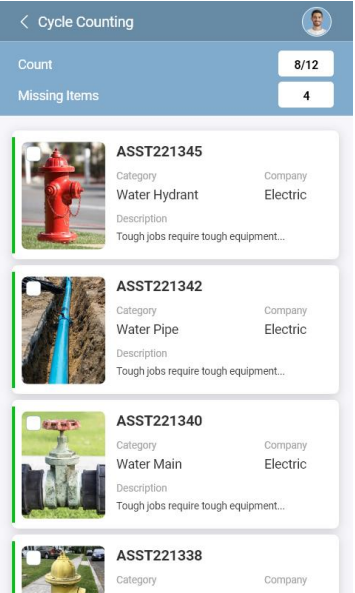 Cycle Counting
Count 8/12
Missing Items 4
ASST221345
Category Company
Water Hydrant Electric
Description
Tough jobs require tough equipment...
ASST221342
Category Company
Water Pipe Electric
Description
Tough jobs require tough equipment...
ASST221340
Category Company
Water Main Electric
Description
Tough jobs require tough equipment...
ASST221338
Category Company